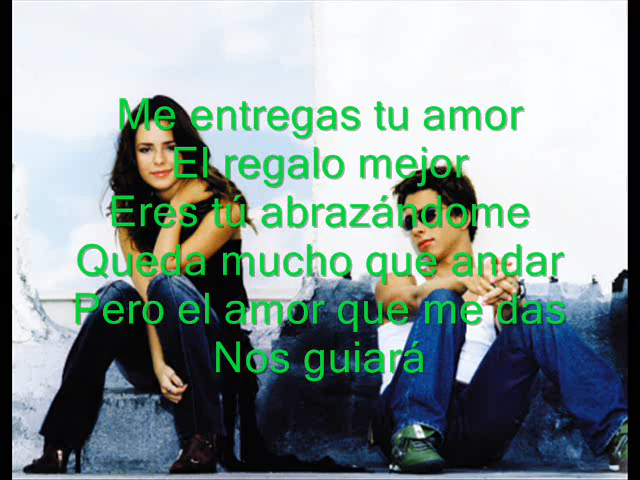 Me entregas tu amor
El regalo mejor
Eres tú abrazándome
Queda mucho que andar
Pero el amor que me das
Nos guiará